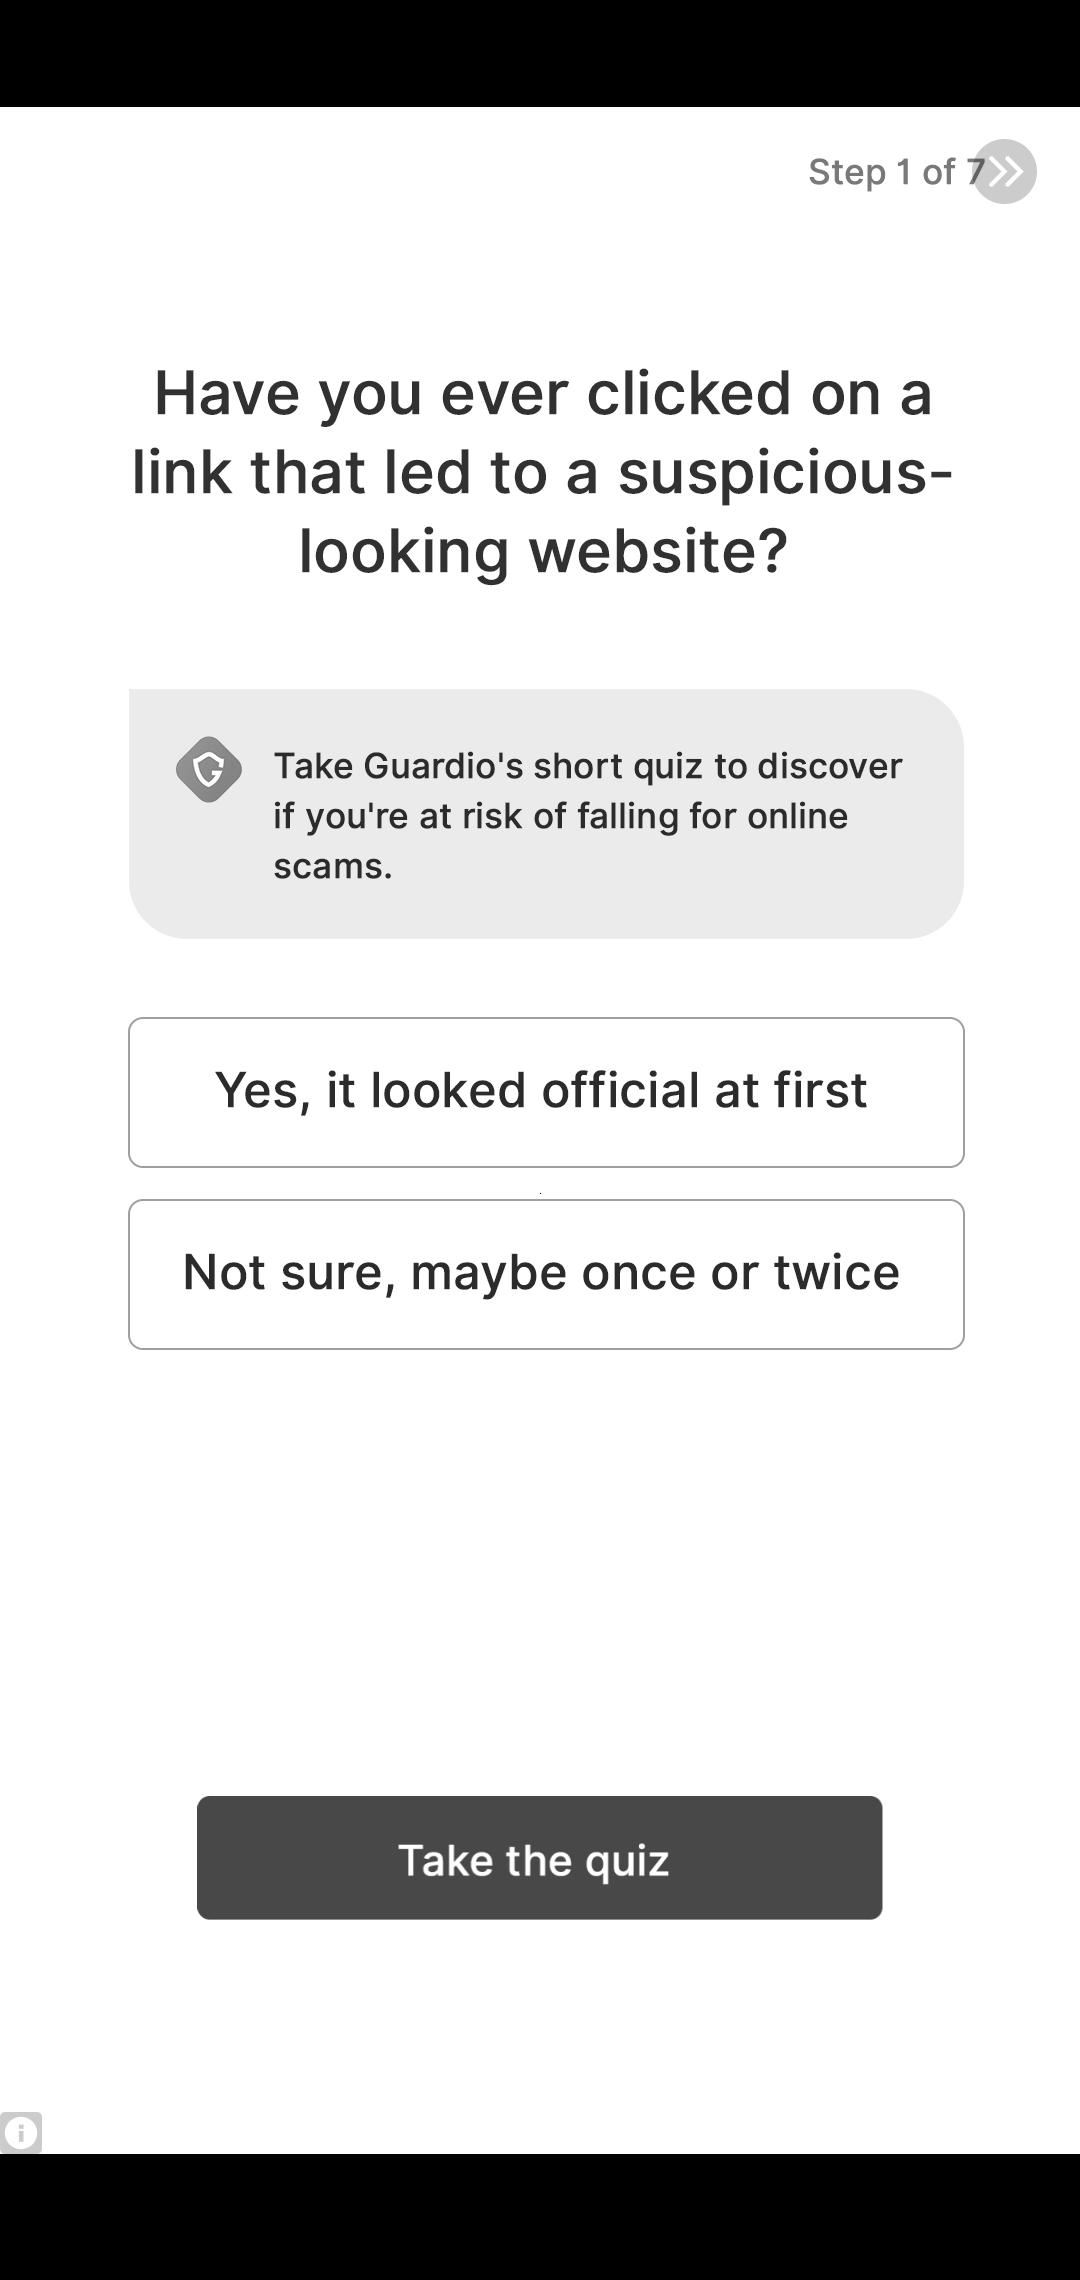 Step 1 of 7
Have you ever clicked on a
link that led to a suspicious-
looking website?
Take Guardio's short quiz to discover
if you're at risk of falling for online
scams.
Yes, it looked official at first
Not sure, maybe once or twice
Take the quiz